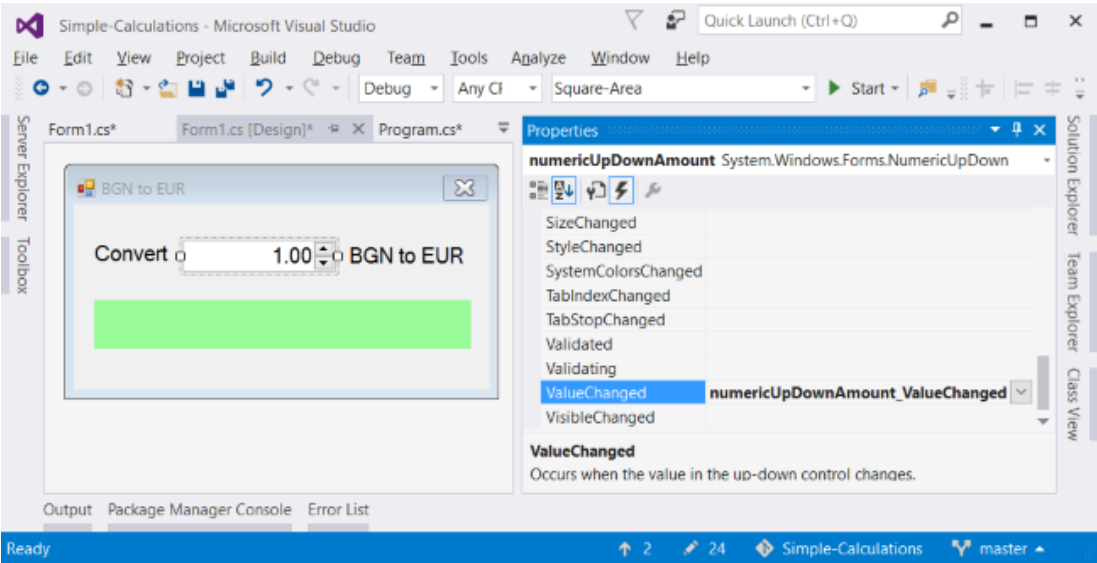 Simple-Calculations - Microsoft Visual Studio
Quick Launch (Ctrl+Q)
File Edit View Project Build Debug Team Tools Analyze Window Help
Debug Any CF Square-Area Start
Server Explorer
Toolbox
Form1.cs* Form1.cs [Design]* Program.cs*
BGN to EUR
Convert 1.00 BGN to EUR
Properties
numericUpDownAmount System.Windows.Forms.NumericUpDown
SizeChanged
StyleChanged
SystemColorsChanged
TabIndexChanged
TabStopChanged
Validated
Validating
ValueChanged numericUpDownAmount_ValueChanged
VisibleChanged
ValueChanged
Occurs when the value in the up-down control changes.
Solution Explorer
Team Explorer
Class View
Output Package Manager Console Error List
Ready 2 24 Simple-Calculations master